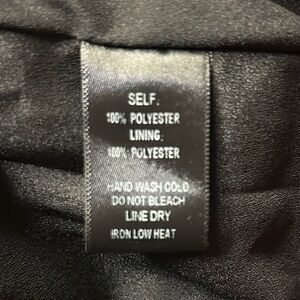 SELF:
100% POLYESTER
LINING:
100% POLYESTER
HAND WASH COLD
DO NOT BLEACH
LINE DRY
IRON LOW HEAT